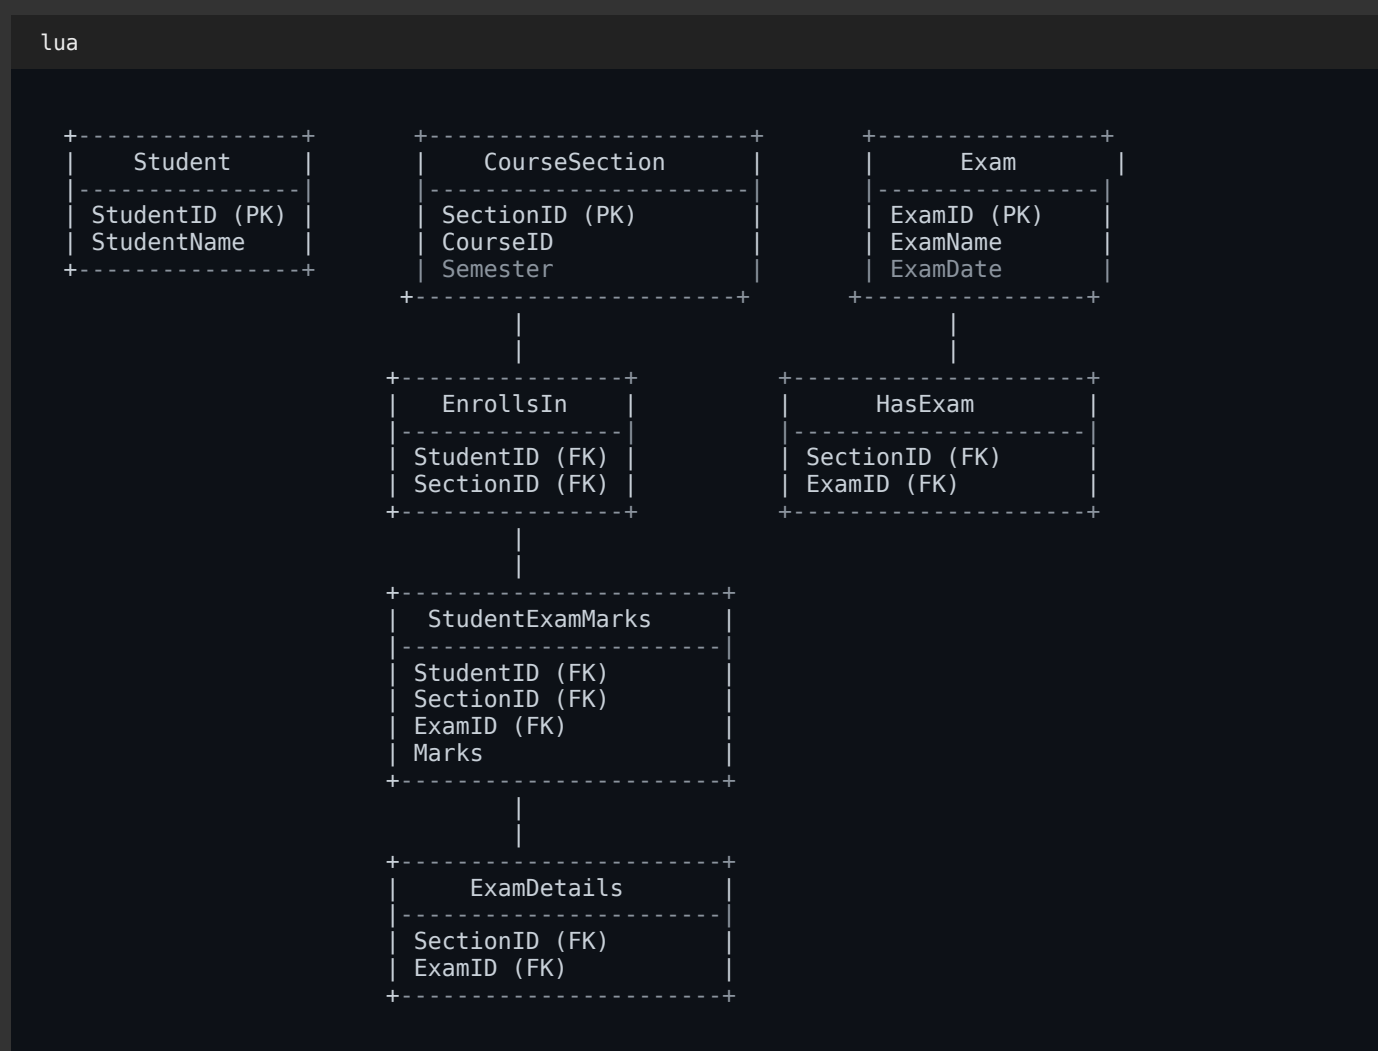 lua
+----------------+       +-----------------------+       +----------------+
|    Student     |       |    CourseSection      |       |      Exam       |
|----------------|       |-----------------------|       |----------------|
| StudentID (PK) |       | SectionID (PK)        |       | ExamID (PK)    |
| StudentName    |       | CourseID              |       | ExamName       |
+----------------+       | Semester              |       | ExamDate       |
                        +-----------------------+       +----------------+
                                |                              |
                                |                              |
                       +----------------+          +---------------------+
                       |   EnrollsIn    |          |      HasExam        |
                       |----------------|          |---------------------|
                       | StudentID (FK) |          | SectionID (FK)      |
                       | SectionID (FK) |          | ExamID (FK)         |
                       +----------------+          +---------------------+
                                |
                                |
                       +-----------------------+
                       |  StudentExamMarks     |
                       |-----------------------|
                       | StudentID (FK)        |
                       | SectionID (FK)        |
                       | ExamID (FK)           |
                       | Marks                 |
                       +-----------------------+
                                |
                                |
                       +-----------------------+
                       |     ExamDetails       |
                       |-----------------------|
                       | SectionID (FK)        |
                       | ExamID (FK)           |
                       +-----------------------+